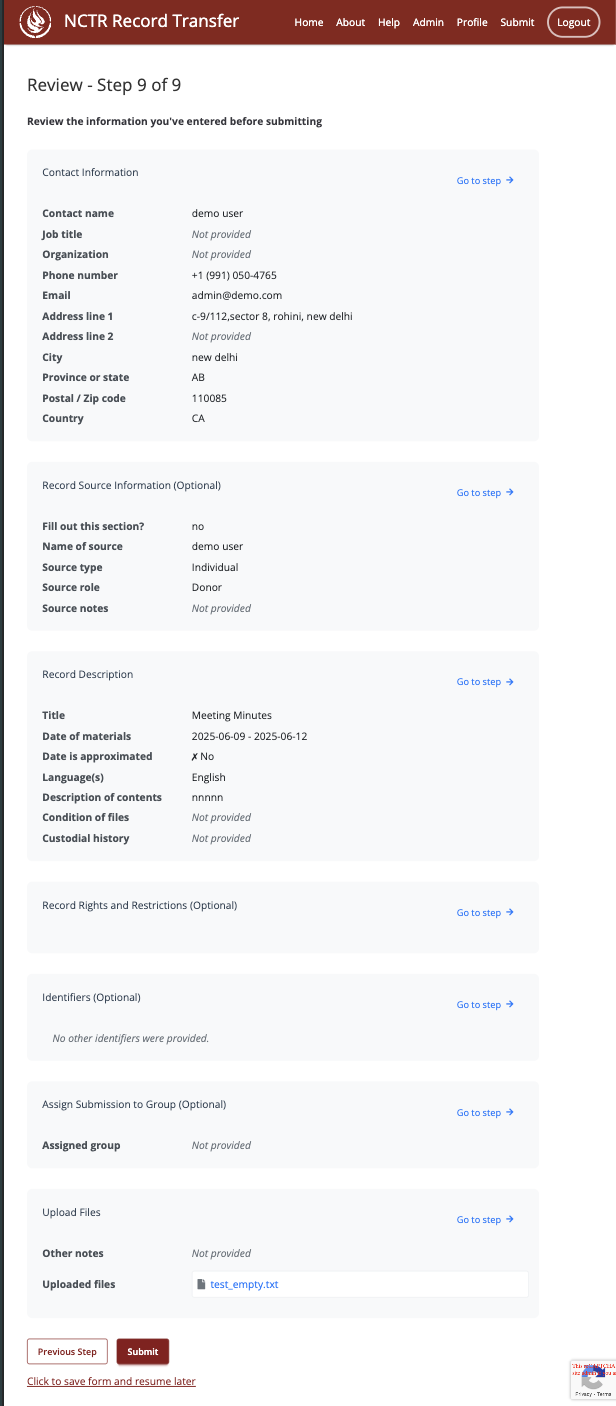 NCTR Record Transfer
Home About Help Admin Profile Submit Logout
Review - Step 9 of 9
Review the information you've entered before submitting
Contact Information
Go to step →
Contact name demo user
Job title Not provided
Organization Not provided
Phone number +1 (991) 050-4765
Email admin@demo.com
Address line 1 c-9/112,sector 8, rohini, new delhi
Address line 2 Not provided
City new delhi
Province or state AB
Postal / Zip code 110085
Country CA
Record Source Information (Optional)
Go to step →
Fill out this section? no
Name of source demo user
Source type Individual
Source role Donor
Source notes Not provided
Record Description
Go to step →
Title Meeting Minutes
Date of materials 2025-06-09 - 2025-06-12
Date is approximated ✗ No
Language(s) English
Description of contents nnnnn
Condition of files Not provided
Custodial history Not provided
Record Rights and Restrictions (Optional)
Go to step →
Identifiers (Optional)
Go to step →
No other identifiers were provided.
Assign Submission to Group (Optional)
Go to step →
Assigned group Not provided
Upload Files
Go to step →
Other notes Not provided
Uploaded files test_empty.txt
Previous Step Submit
Click to save form and resume later
Privacy - Terms